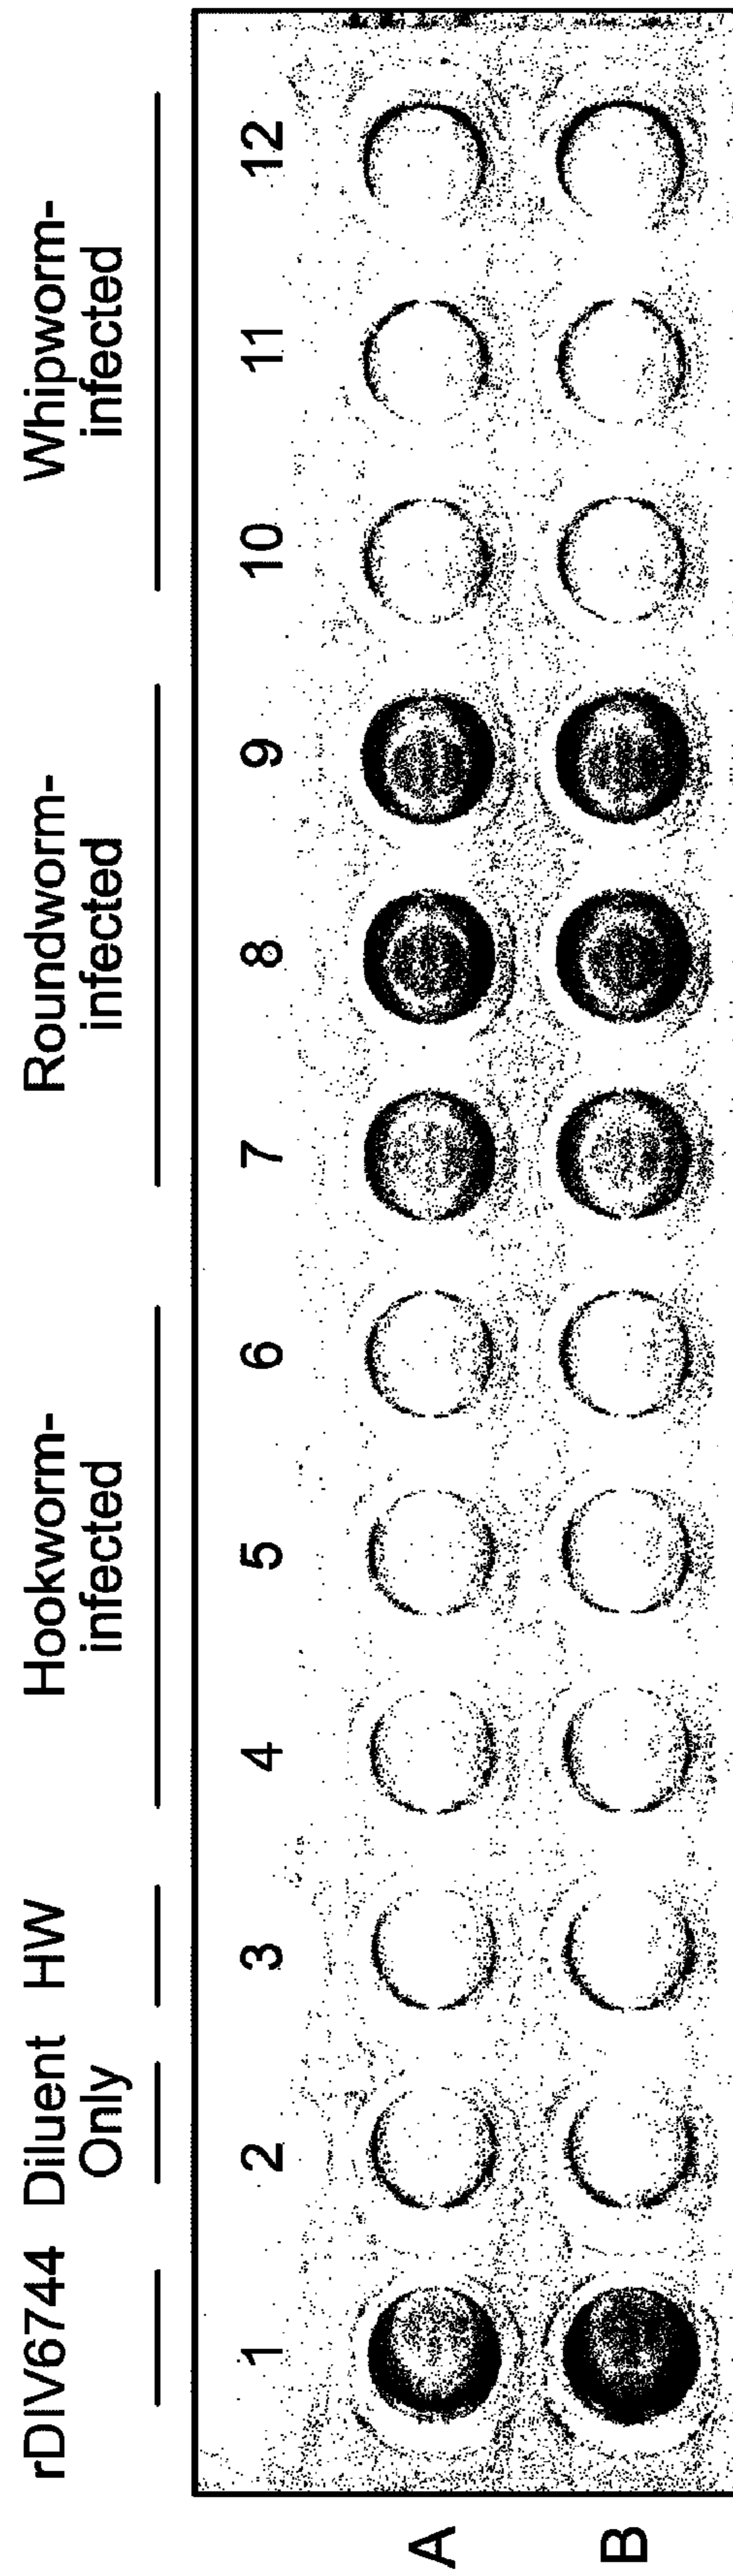 rDIV6744
Diluent
Only
HW
Hookworm-
infected
Roundworm-
infected
Whipworm-
infected
1 2 3 4 5 6 7 8 9 10 11 12
A
B